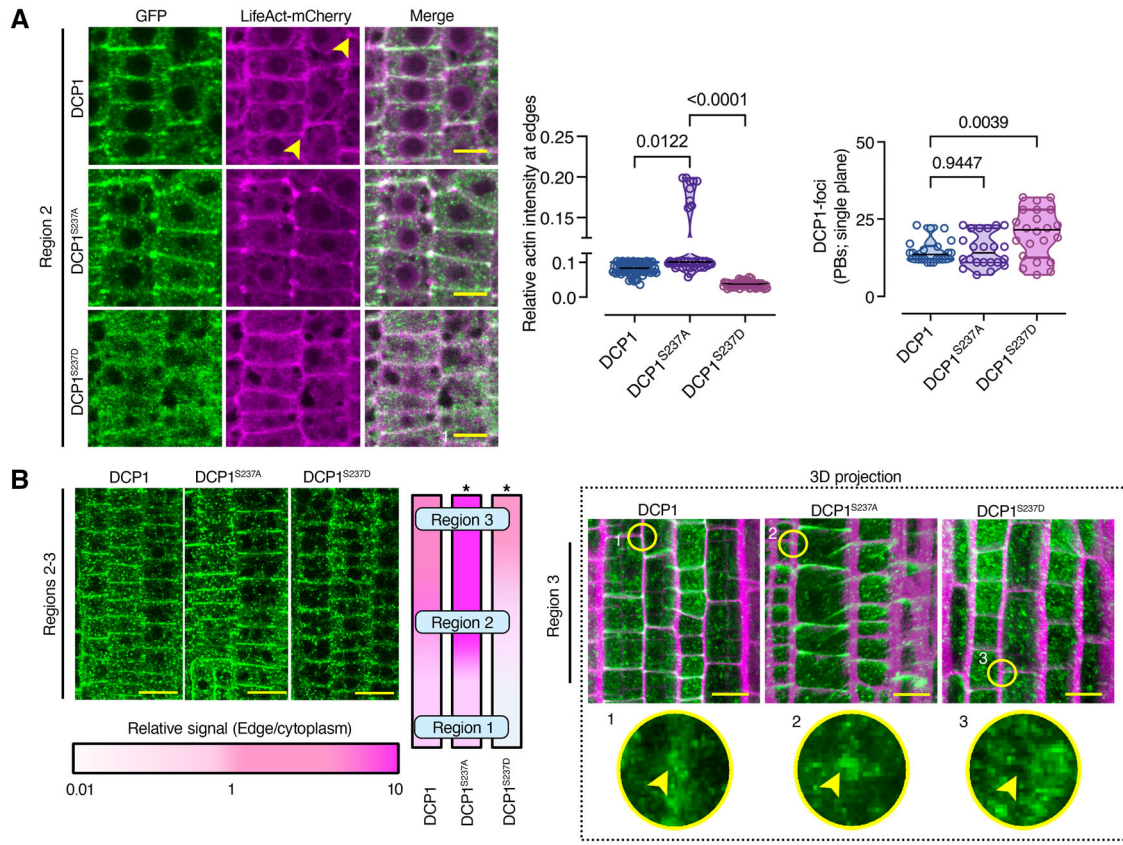 A
GFP
LifeAct-mCherry
Merge
Region 2
DCP1
DCP1S237A
DCP1S237D
1
Relative actin intensity at edges
0.25
0.20
0.15
0.1
0.0
0.0122
<0.0001
DCP1
DCP1S237A
DCP1S237D
DCP1-foci
(PBs; single plane)
50
25
0
0.9447
0.0039
DCP1
DCP1S237A
DCP1S237D
B
DCP1
DCP1S237A
DCP1S237D
Regions 2-3
* *
Region 3
Region 2
Region 1
DCP1
DCP1S237A
DCP1S237D
Relative signal (Edge/cytoplasm)
0.01 1 10
3D projection
DCP1
DCP1S237A
DCP1S237D
Region 3
1
2
3
1
2
3